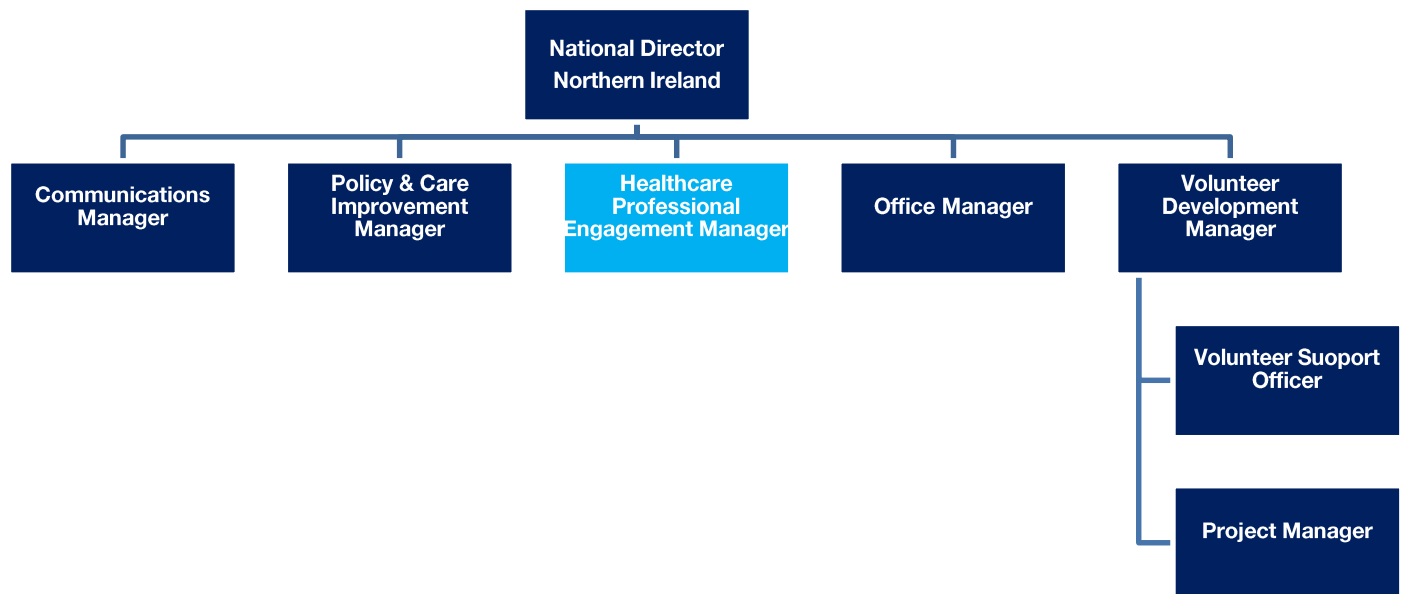 National Director
Northern Ireland
Communications
Manager
Policy & Care
Improvement
Manager
Healthcare
Professional
Engagement Manager
Office Manager
Volunteer
Development
Manager
Volunteer Suoport
Officer
Project Manager